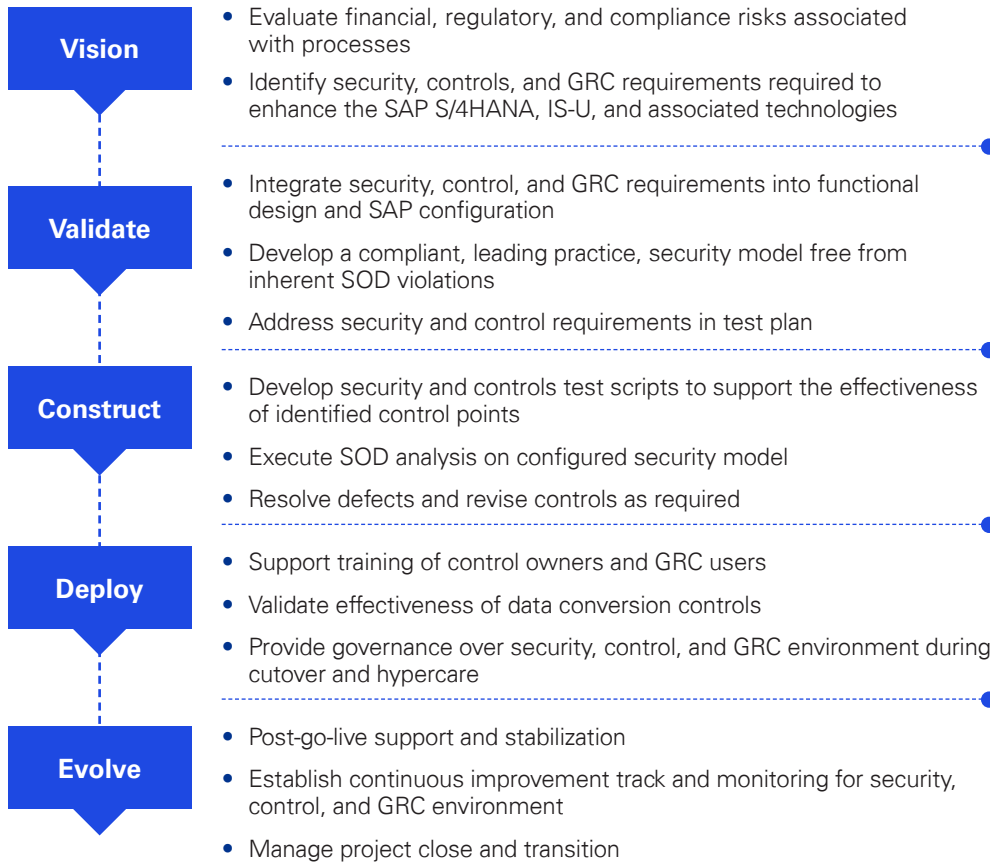 Vision
• Evaluate financial, regulatory, and compliance risks associated
with processes
• Identify security, controls, and GRC requirements required to
enhance the SAP S/4HANA, IS-U, and associated technologies
Validate
• Integrate security, control, and GRC requirements into functional
design and SAP configuration
• Develop a compliant, leading practice, security model free from
inherent SOD violations
• Address security and control requirements in test plan
Construct
• Develop security and controls test scripts to support the effectiveness
of identified control points
• Execute SOD analysis on configured security model
• Resolve defects and revise controls as required
Deploy
• Support training of control owners and GRC users
• Validate effectiveness of data conversion controls
• Provide governance over security, control, and GRC environment during
cutover and hypercare
Evolve
• Post-go-live support and stabilization
• Establish continuous improvement track and monitoring for security,
control, and GRC environment
• Manage project close and transition